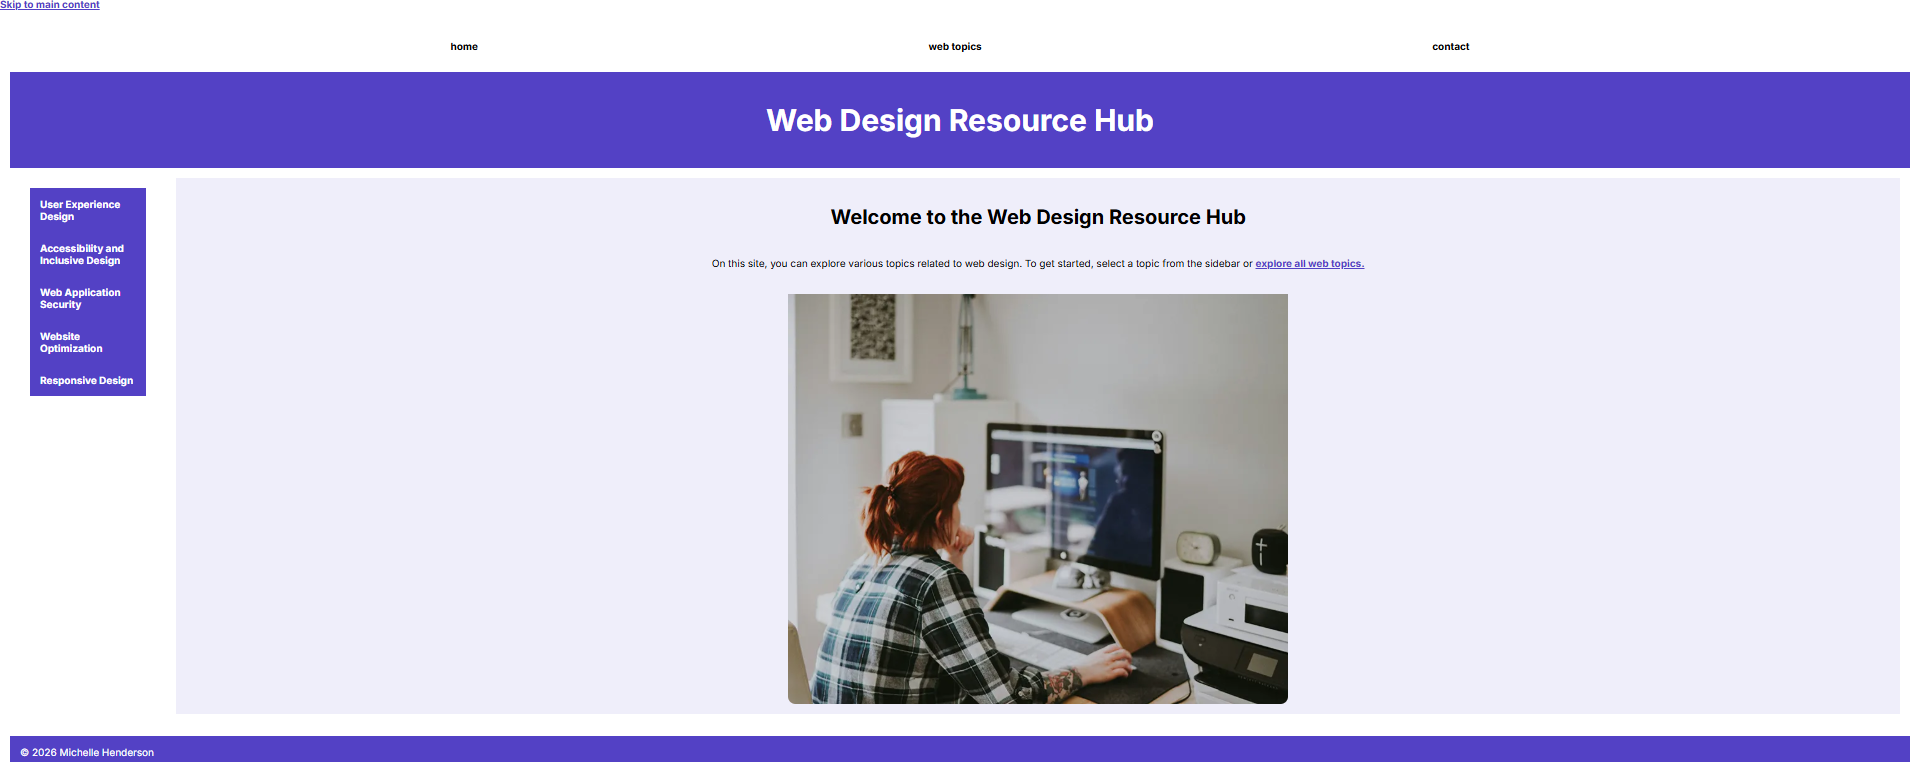 Skip to main content
home
web topics
contact
Web Design Resource Hub
User Experience
Design
Accessibility and
Inclusive Design
Web Application
Security
Website
Optimization
Responsive Design
Welcome to the Web Design Resource Hub
On this site, you can explore various topics related to web design. To get started, select a topic from the sidebar or explore all web topics.
© 2026 Michelle Henderson